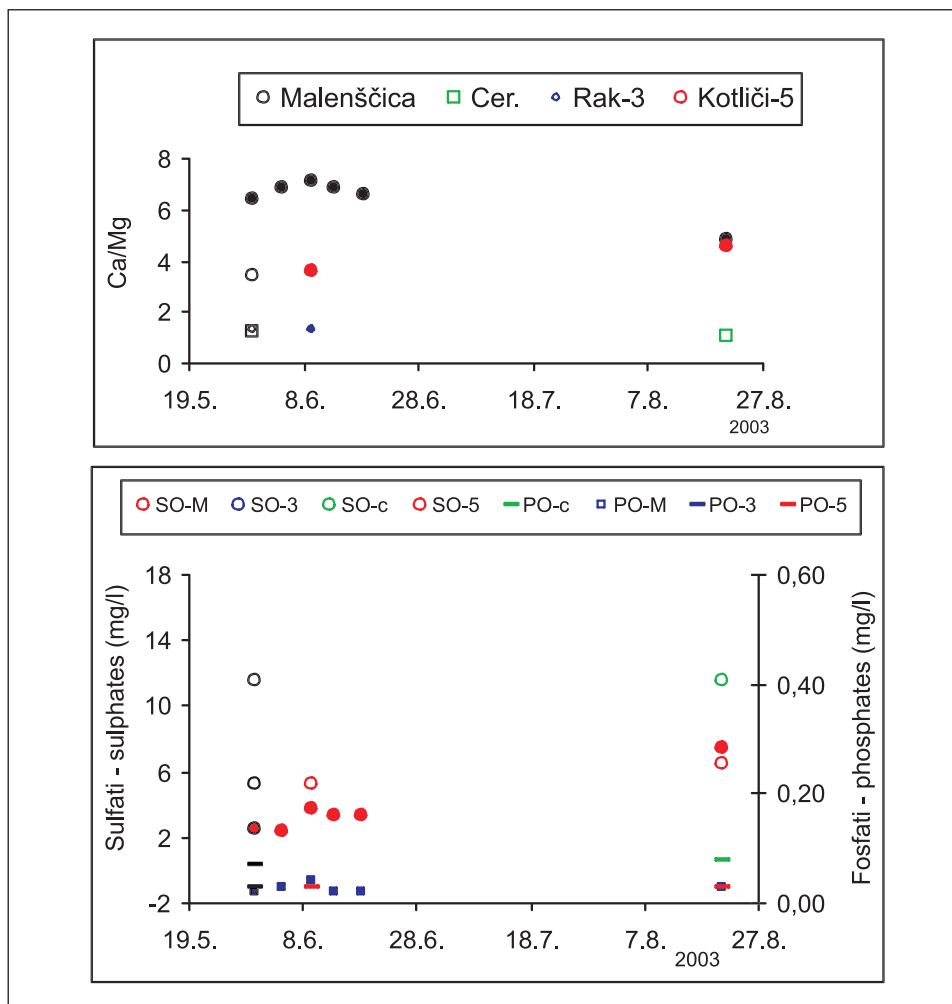 Malenščica Cer. Rak-3 Kotliči-5
Ca/Mg
8
6
4
2
0
19.5. 8.6. 28.6. 18.7. 7.8. 27.8.
2003
SO-M SO-3 SO-c SO-5 PO-c PO-M PO-3 PO-5
Sulfati - sulphates (mg/l)
18
14
10
6
2
-2
0,60
0,40
0,20
0,00
Fosfati - phosphates (mg/l)
19.5. 8.6. 28.6. 18.7. 7.8. 27.8.
2003